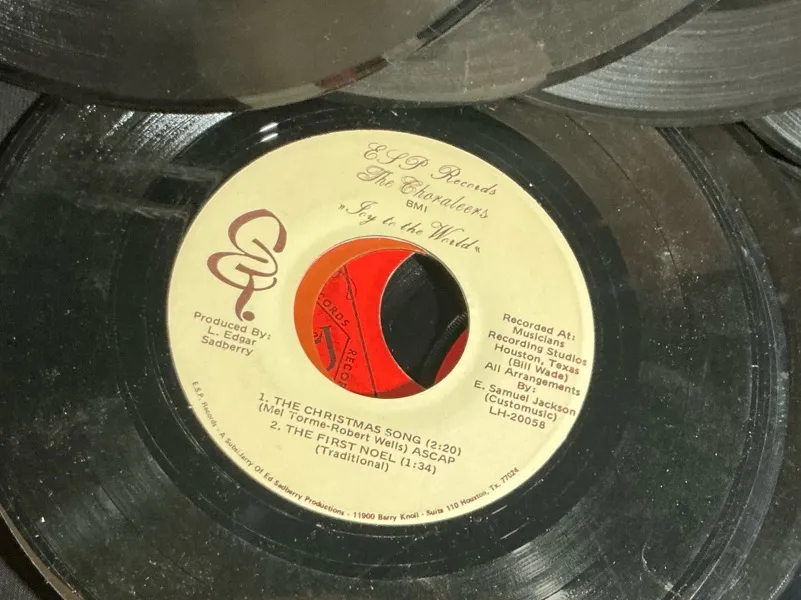 E.S.P. Records
The Choraleers
BMI
"Joy to the World"
Produced By:
L. Edgar
Sadberry
Recorded At:
Musicians
Recording Studios
Houston, Texas
(Bill Wade)
All Arrangements
By:
E. Samuel Jackson
(Customusic)
LH-20058
1. THE CHRISTMAS SONG (2:20)
(Mel Torme-Robert Wells) ASCAP
2. THE FIRST NOEL (1:34)
(Traditional)
E.S.P. Records - A Subsidiary Of Ed Sadberry Productions - 11900 Barry Knoll - Suite 110 Houston, Tx. 77024
CORDS
RECO